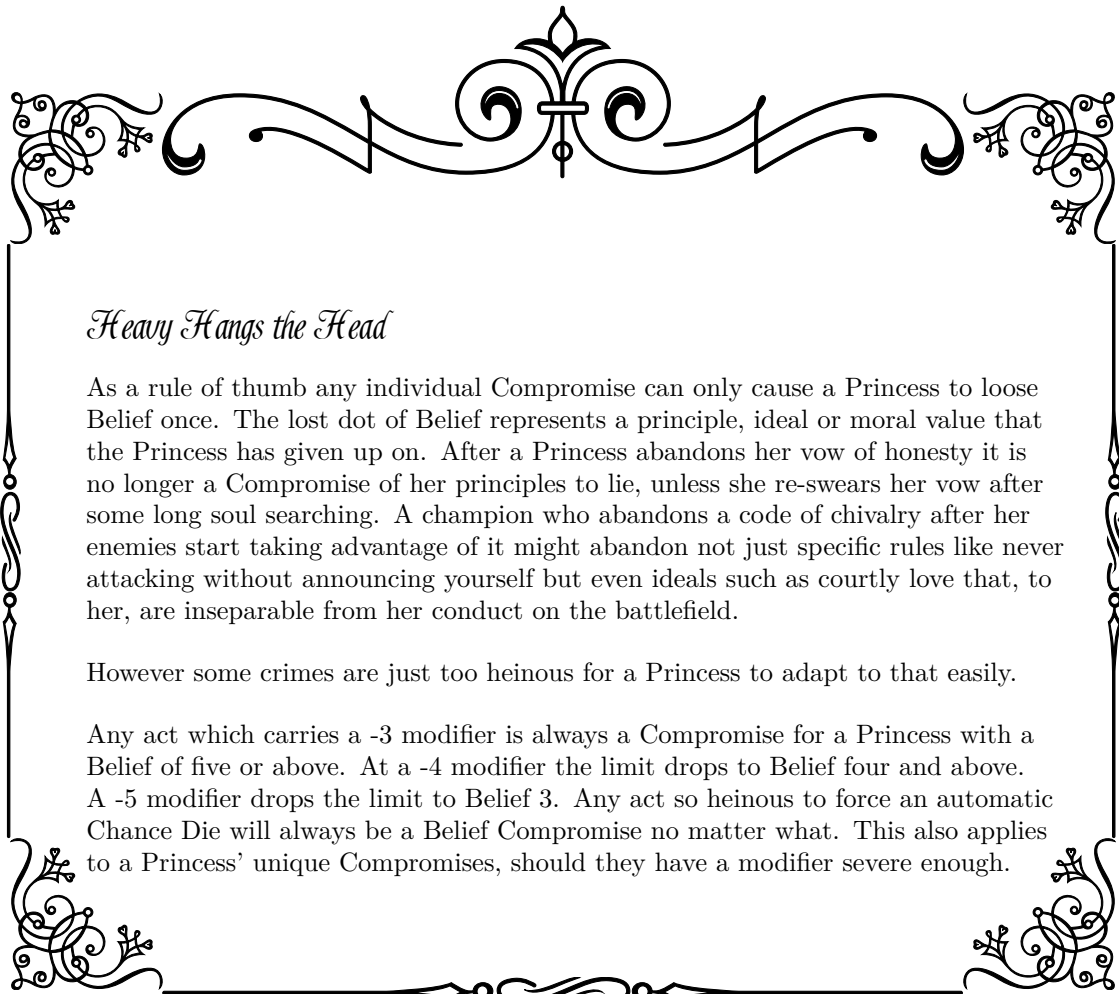 Heavy Hangs the Head
As a rule of thumb any individual Compromise can only cause a Princess to loose
Belief once. The lost dot of Belief represents a principle, ideal or moral value that
the Princess has given up on. After a Princess abandons her vow of honesty it is
no longer a Compromise of her principles to lie, unless she re-swears her vow after
some long soul searching. A champion who abandons a code of chivalry after her
enemies start taking advantage of it might abandon not just specific rules like never
attacking without announcing yourself but even ideals such as courtly love that, to
her, are inseparable from her conduct on the battlefield.
However some crimes are just too heinous for a Princess to adapt to that easily.
Any act which carries a -3 modifier is always a Compromise for a Princess with a
Belief of five or above. At a -4 modifier the limit drops to Belief four and above.
A -5 modifier drops the limit to Belief 3. Any act so heinous to force an automatic
Chance Die will always be a Belief Compromise no matter what. This also applies
to a Princess' unique Compromises, should they have a modifier severe enough.